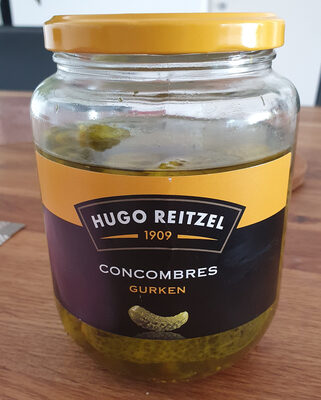 HUGO REITZEL
1909
CONCOMBRES
GURKEN